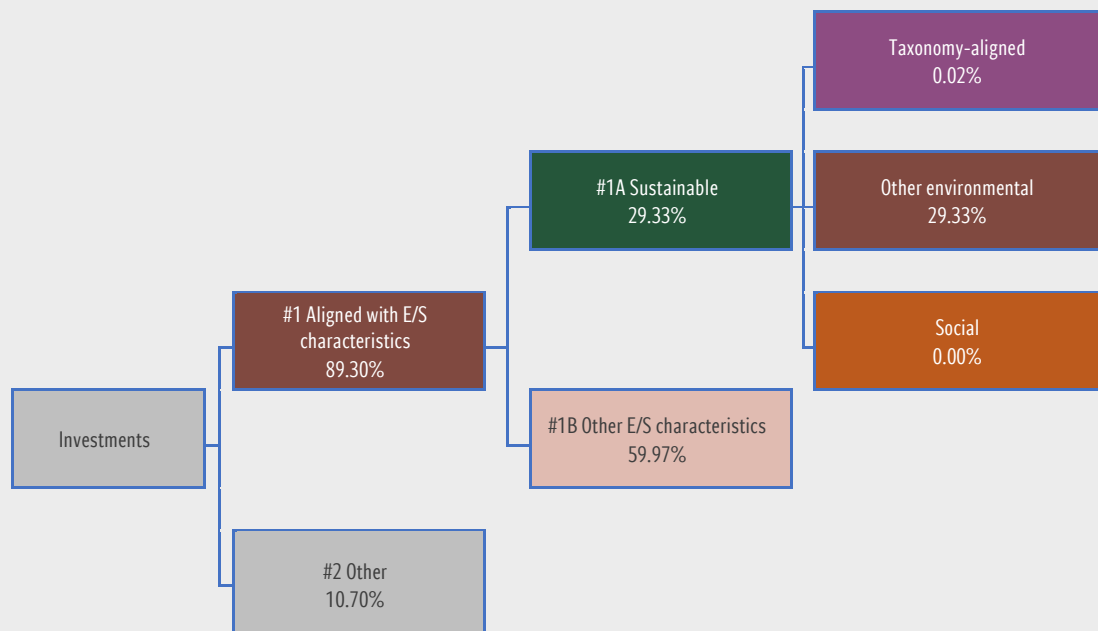 Taxonomy-aligned
0.02%
#1A Sustainable
29.33%
Other environmental
29.33%
#1 Aligned with E/S
characteristics
89.30%
Social
0.00%
Investments
#1B Other E/S characteristics
59.97%
#2 Other
10.70%